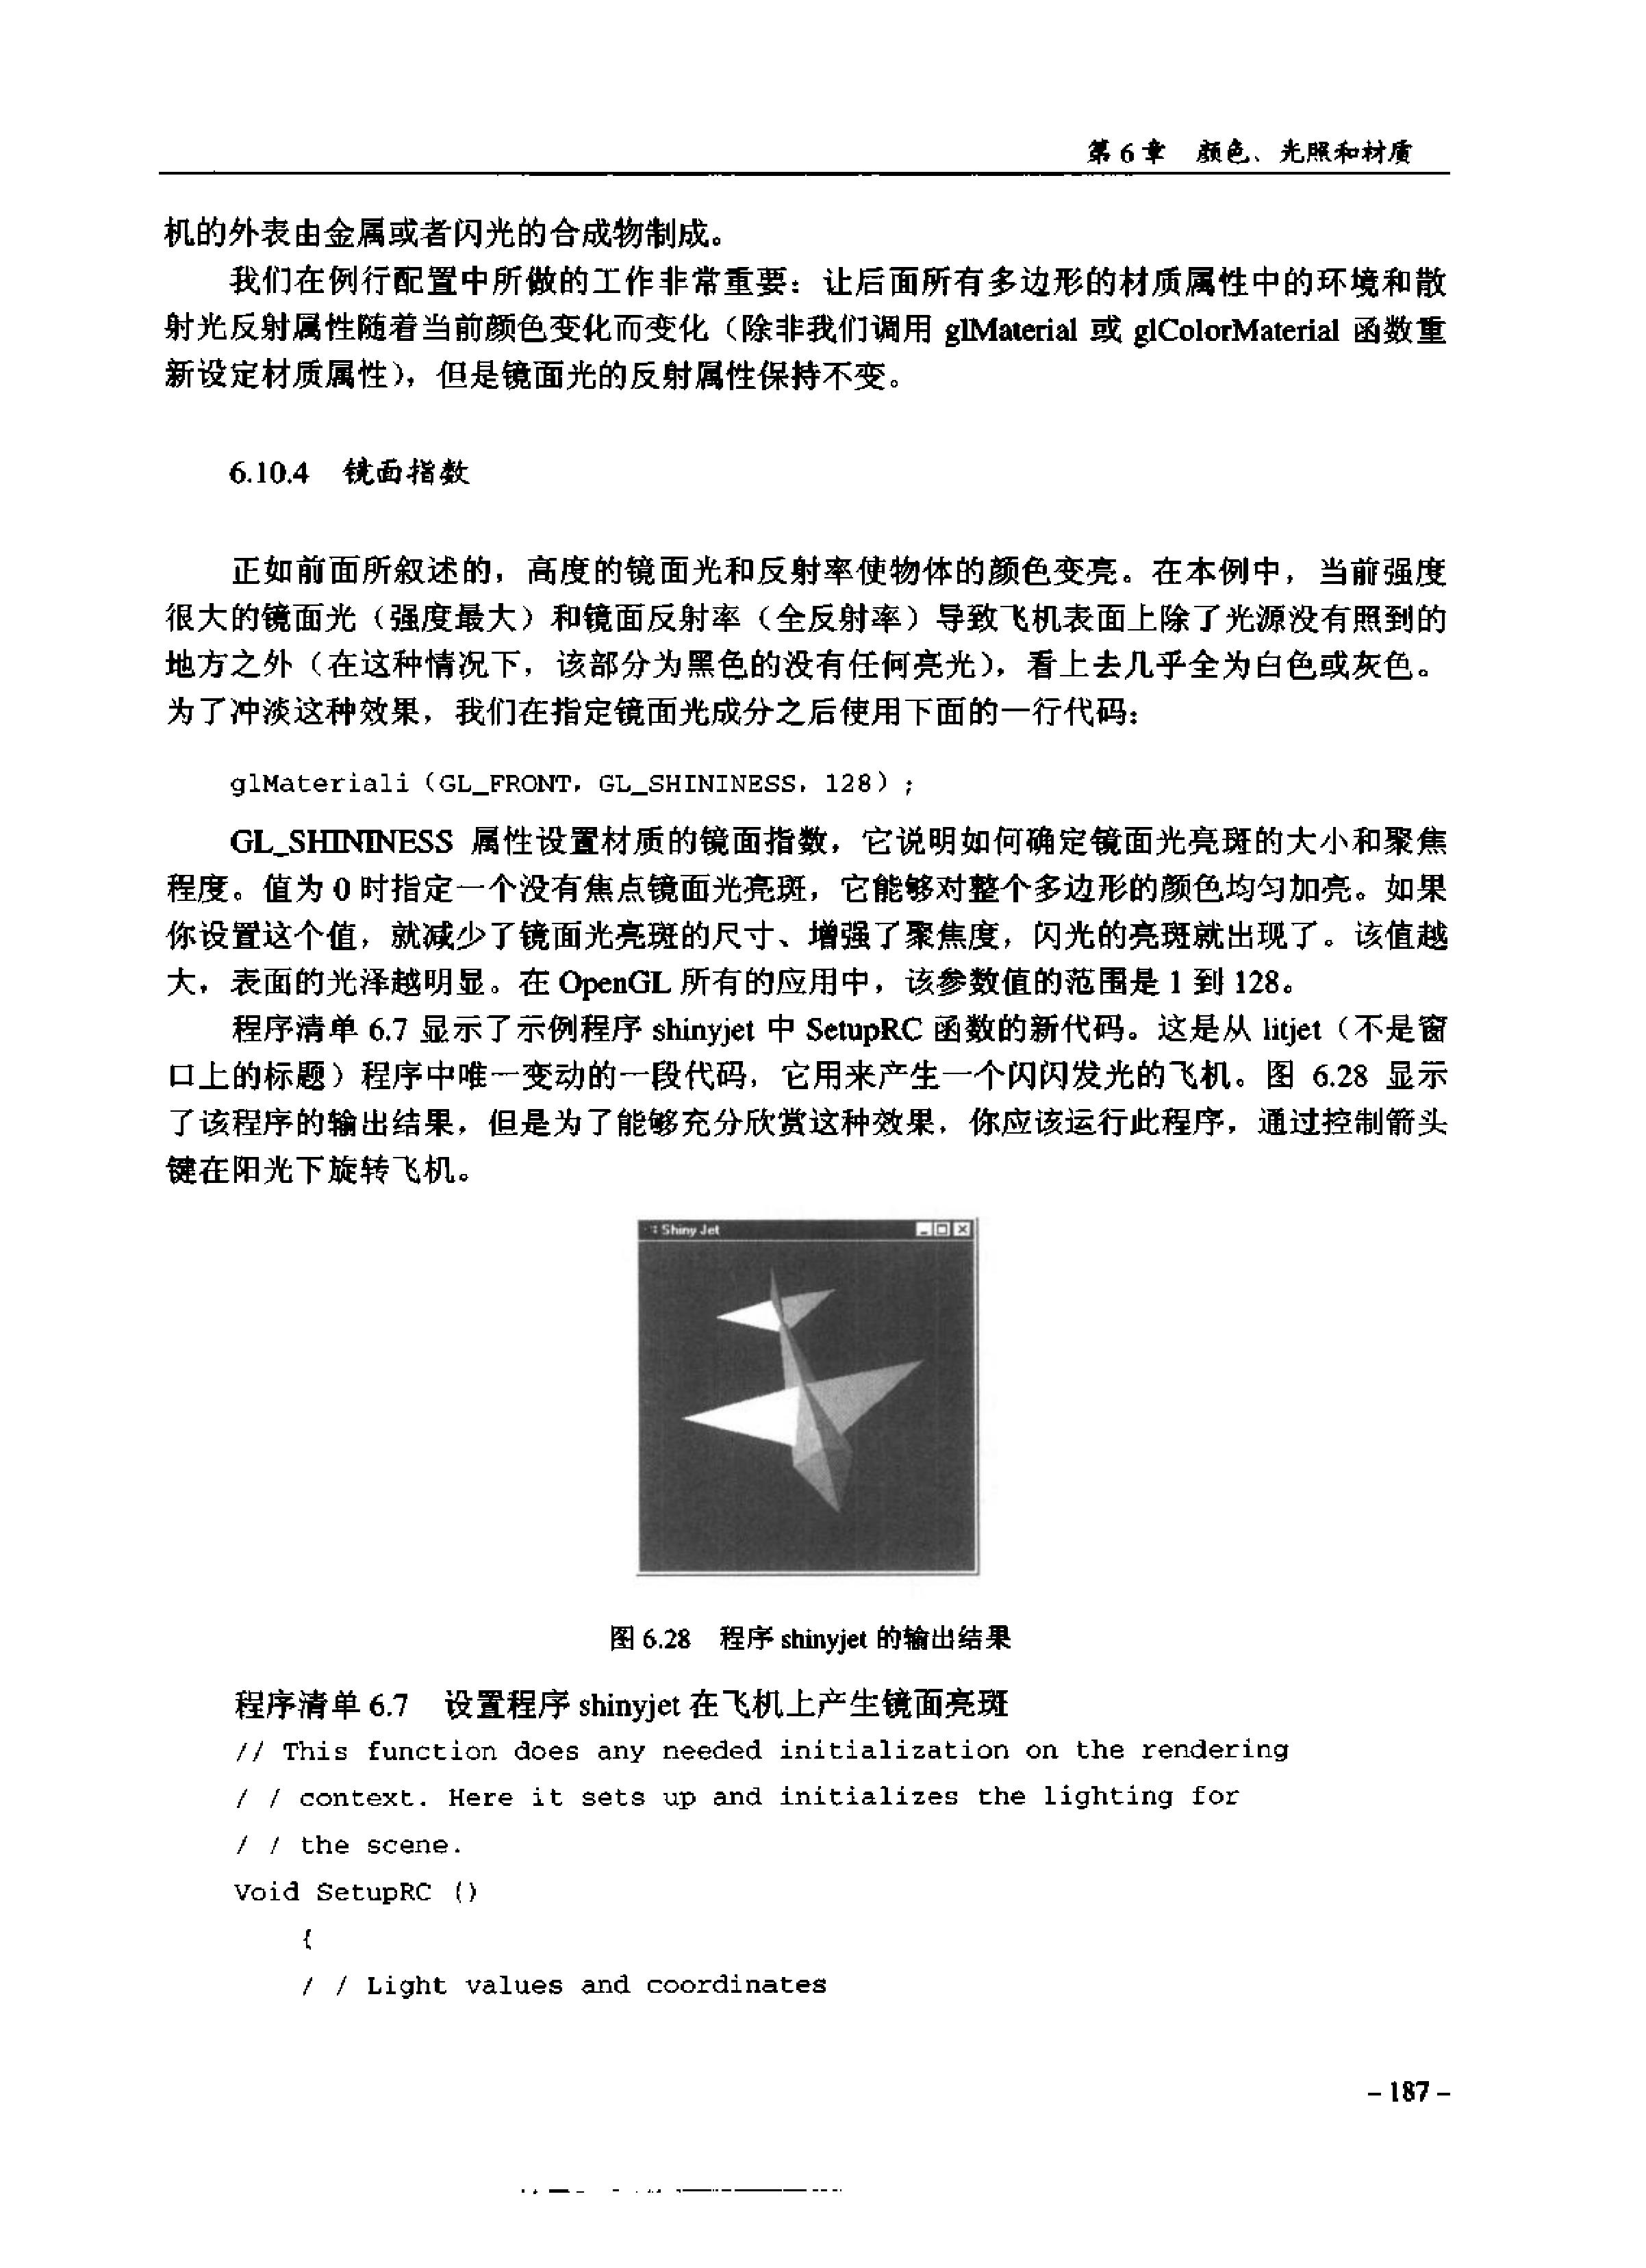 第6章 颜色、光照和材质
机的外表由金属或者闪光的合成物制成。
我们在例行配置中所做的工作非常重要：让后面所有多边形的材质属性中的环境和散
射光反射属性随着当前颜色变化而变化（除非我们调用 glMaterial 或 glColorMaterial 函数重
新设定材质属性），但是镜面光的反射属性保持不变。
6.10.4 镜面指数
正如前面所叙述的，高度的镜面光和反射率使物体的颜色变亮。在本例中，当前强度
很大的镜面光（强度最大）和镜面反射率（全反射率）导致飞机表面上除了光源没有照到的
地方之外（在这种情况下，该部分为黑色的没有任何亮光），看上去几乎全为白色或灰色。
为了冲淡这种效果，我们在指定镜面光成分之后使用下面的一行代码：
glMateriali（GL_FRONT，GL_SHININESS，128）;
GL_SHININESS 属性设置材质的镜面指数，它说明如何确定镜面光亮斑的大小和聚焦
程度。值为 0 时指定一个没有焦点镜面光亮斑，它能够对整个多边形的颜色均匀加亮。如果
你设置这个值，就减少了镜面光亮斑的尺寸、增强了聚焦度，闪光的亮斑就出现了。该值越
大，表面的光泽越明显。在 OpenGL 所有的应用中，该参数值的范围是 1 到 128。
程序清单 6.7 显示了示例程序 shinyjet 中 SetupRC 函数的新代码。这是从 litjet（不是窗
口上的标题）程序中唯一变动的一段代码，它用来产生一个闪闪发光的飞机。图 6.28 显示
了该程序的输出结果，但是为了能够充分欣赏这种效果，你应该运行此程序，通过控制箭头
键在阳光下旋转飞机。
Shiny Jet
图 6.28 程序 shinyjet 的输出结果
程序清单 6.7 设置程序 shinyjet 在飞机上产生镜面亮斑
// This function does any needed initialization on the rendering
/ / context. Here it sets up and initializes the lighting for
/ / the scene.
Void SetupRC ()
{
/ / Light values and coordinates
- 187 -